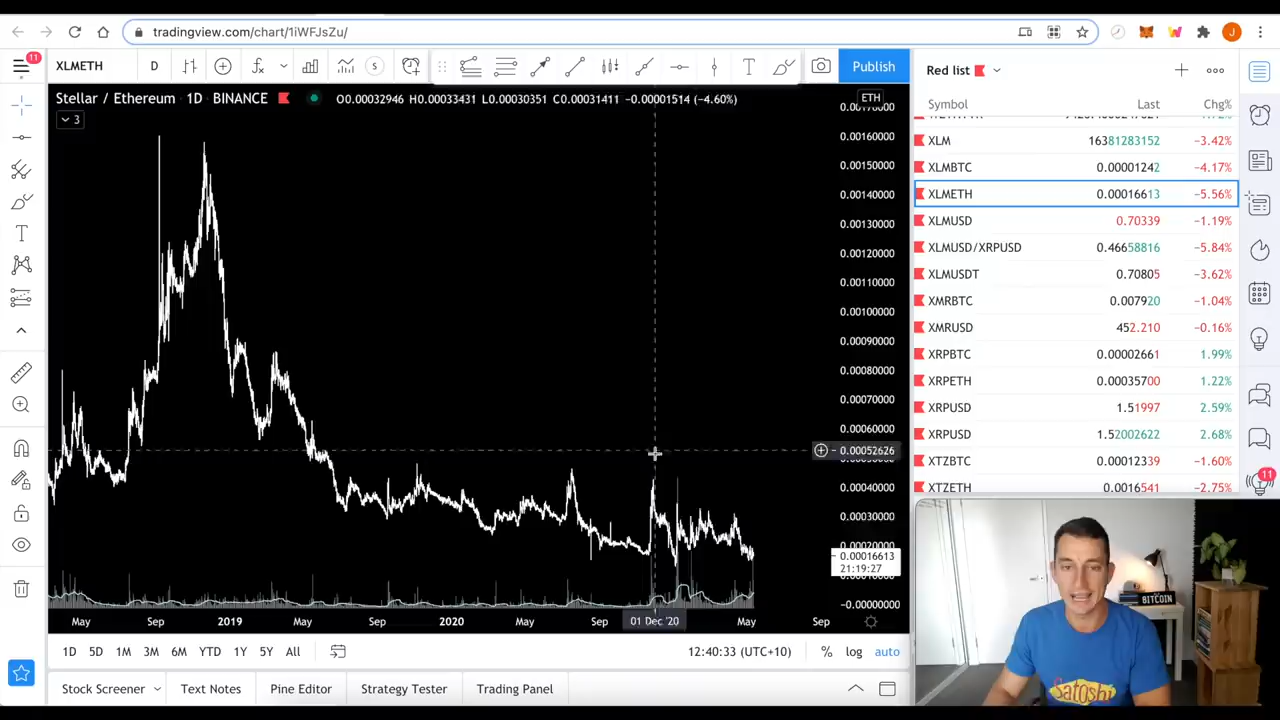 tradingview.com/chart/1iWFJsZu/
11
XLMETH
D
S
T
Publish
Stellar / Ethereum · 1D · BINANCE
O0.00032946 H0.00033431 L0.00030351 C0.00031411 −0.00001514 (−4.60%)
3
ETH
0.00160000
0.00150000
0.00140000
0.00130000
0.00120000
0.00110000
0.00100000
0.00090000
0.00080000
0.00070000
0.00060000
0.00052626
0.00040000
0.00030000
0.00020000
0.00016613
21:19:27
−0.00000000
May
Sep
2019
May
Sep
2020
May
Sep
01 Dec '20
May
Sep
1D
5D
1M
3M
6M
YTD
1Y
5Y
All
12:40:33 (UTC+10)
%
log
auto
Stock Screener
Text Notes
Pine Editor
Strategy Tester
Trading Panel
Red list
Symbol Last Chg%
XLM 16381283152 −3.42%
XLMBTC 0.00001242 −4.17%
XLMETH 0.00016613 −5.56%
XLMUSD 0.70339 −1.19%
XLMUSD/XRPUSD 0.46658816 −5.84%
XLMUSDT 0.70805 −3.62%
XMRBTC 0.007920 −1.04%
XMRUSD 452.210 −0.16%
XRPBTC 0.00002661 1.99%
XRPETH 0.00035700 1.22%
XRPUSD 1.51997 2.59%
XRPUSD 1.52002622 2.68%
XTZBTC 0.00012339 −1.60%
XTZETH 0.0016541 −2.75%
11
J
BITCOIN
Satoshi